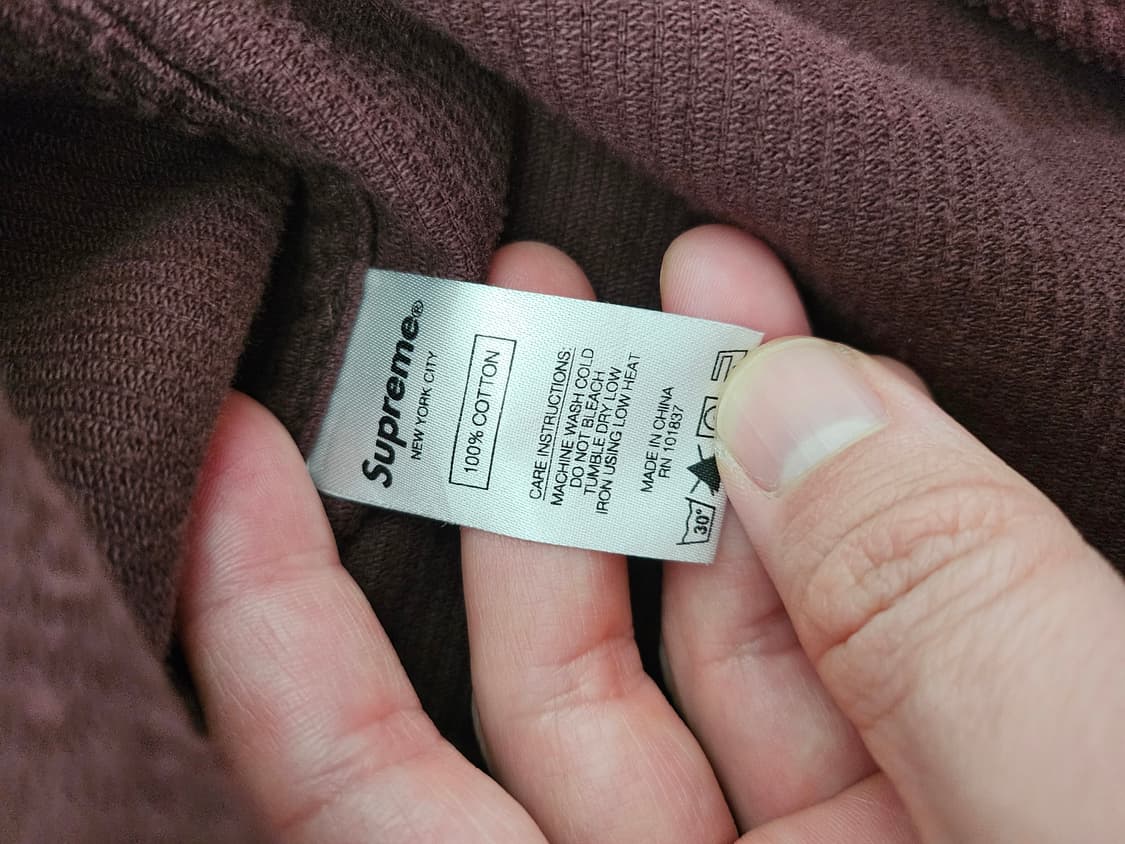 Supreme®
NEW YORK CITY
100% COTTON
CARE INSTRUCTIONS:
MACHINE WASH COLD
DO NOT BLEACH
TUMBLE DRY LOW
IRON USING LOW HEAT
MADE IN CHINA
RN 101837
30°